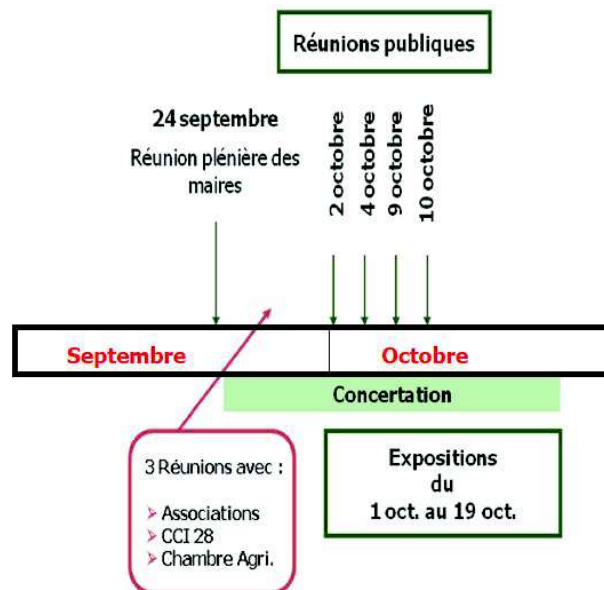 Réunions publiques
24 septembre
Réunion plénière des
maires
2 octobre
4 octobre
9 octobre
10 octobre
Septembre
Octobre
Concertation
3 Réunions avec :
➢ Associations
➢ CCI 28
➢ Chambre Agri.
Expositions
du
1 oct. au 19 oct.